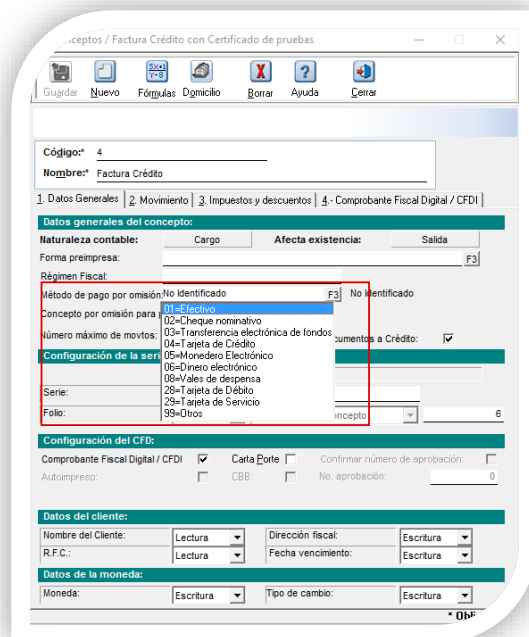 onceptos / Factura Crédito con Certificado de pruebas
Guardar Nuevo Fórmulas Domicilio Borrar Ayuda Cerrar
Código:* 4
Nombre:* Factura Crédito
1. Datos Generales 2. Movimiento 3. Impuestos y descuentos 4.- Comprobante Fiscal Digital / CFDI
Datos generales del concepto:
Naturaleza contable: Cargo Afecta existencia: Salida
Forma preimpresa: F3
Régimen Fiscal:
Método de pago por omisión: No Identificado F3 No Identificado
Concepto por omisión para
01=Efectivo
02=Cheque nominativo
03=Transferencia electrónica de fondos
04=Tarjeta de Crédito
05=Monedero Electrónico
06=Dinero electrónico
08=Vales de despensa
28=Tarjeta de Débito
29=Tarjeta de Servicio
99=Otros
Número máximo de movtos: cumentos a Crédito:
Configuración de la seri
Serie:
Folio: oncepto 6
Configuración del CFD:
Comprobante Fiscal Digital / CFDI Carta Porte Confirmar número de aprobación:
Autoimpreso: CBB: No. aprobación: 0
Datos del cliente:
Nombre del Cliente: Lectura Dirección fiscal: Escritura
R.F.C.: Lectura Fecha vencimiento: Escritura
Datos de la moneda:
Moneda: Escritura Tipo de cambio: Escritura
* Obli